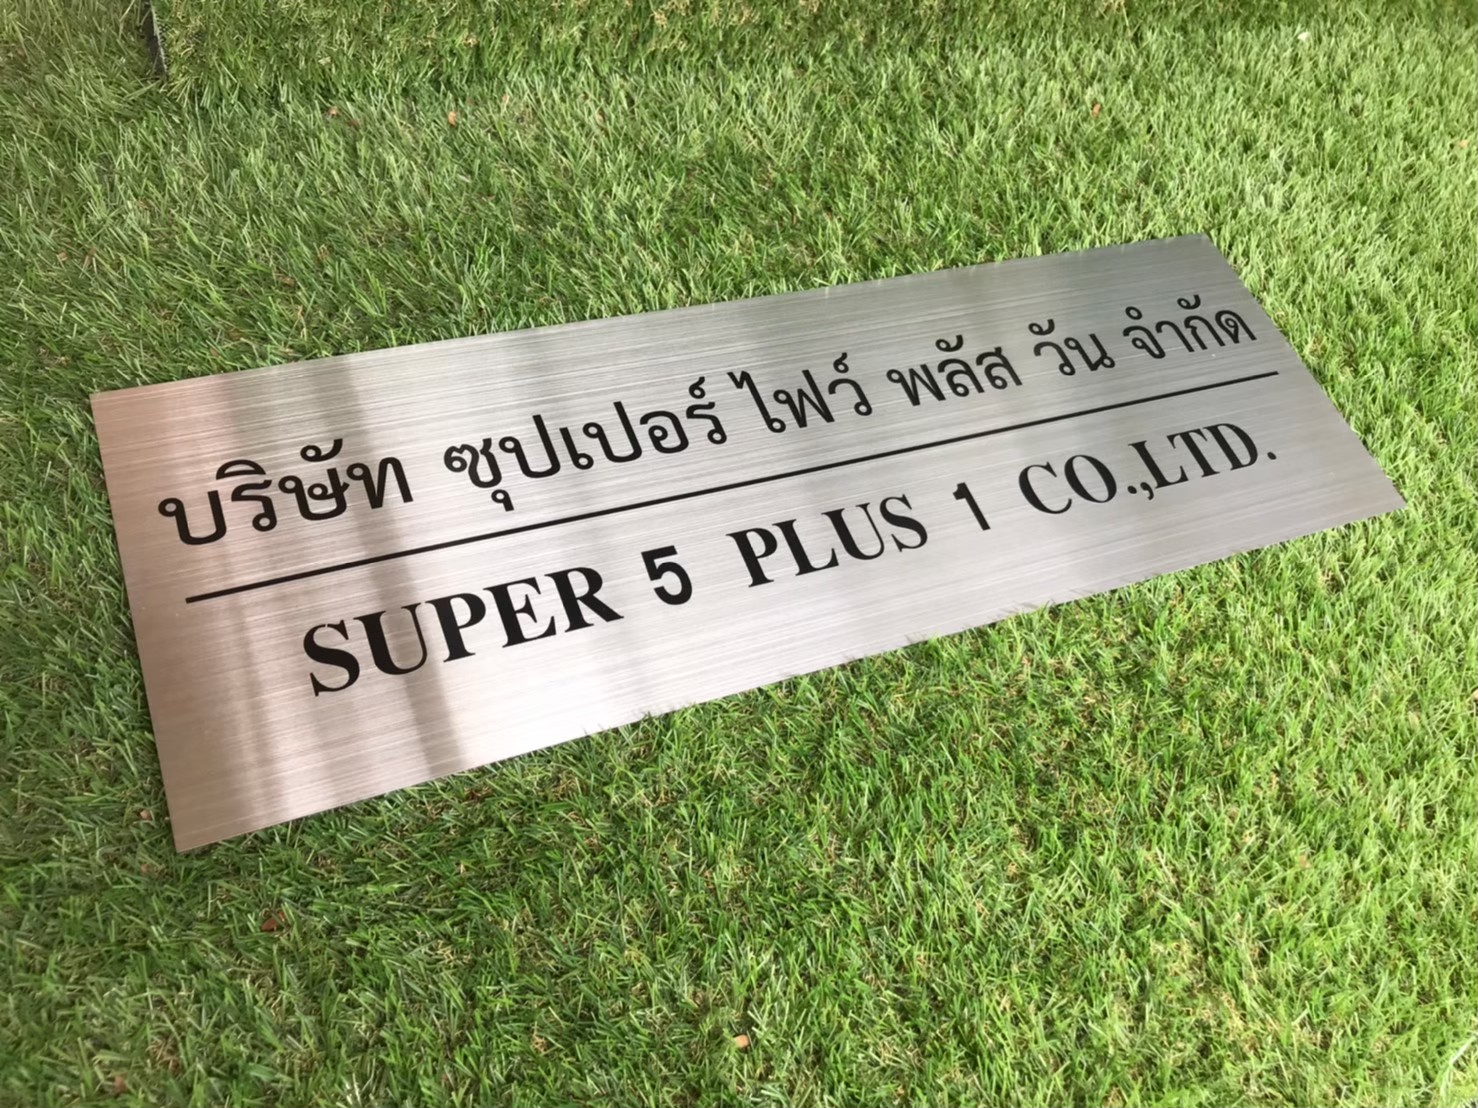 บริษัท ซุปเปอร์ ไฟว์ พลัส วัน จำกัด
SUPER 5 PLUS 1 CO.,LTD.